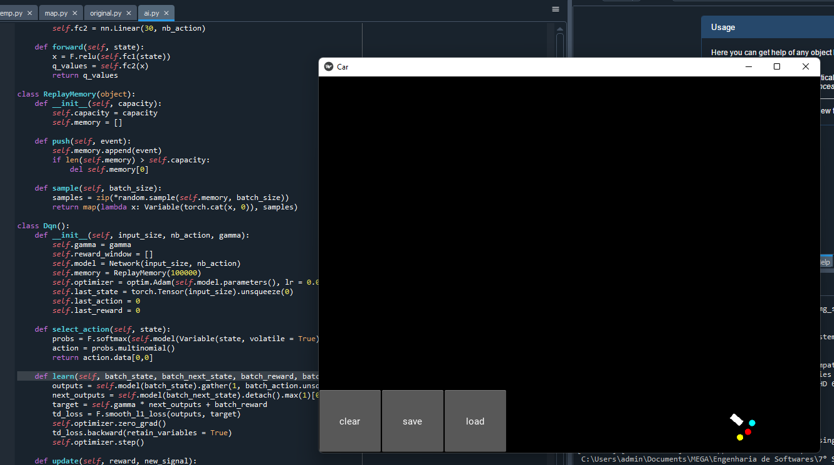 emp.py
map.py
original.py
ai.py
self.fc2 = nn.Linear(30, nb_action)
def forward(self, state):
x = F.relu(self.fc1(state))
q_values = self.fc2(x)
return q_values
class ReplayMemory(object):
def __init__(self, capacity):
self.capacity = capacity
self.memory = []
def push(self, event):
self.memory.append(event)
if len(self.memory) > self.capacity:
del self.memory[0]
def sample(self, batch_size):
samples = zip(*random.sample(self.memory, batch_size))
return map(lambda x: Variable(torch.cat(x, 0)), samples)
class Dqn():
def __init__(self, input_size, nb_action, gamma):
self.gamma = gamma
self.reward_window = []
self.model = Network(input_size, nb_action)
self.memory = ReplayMemory(100000)
self.optimizer = optim.Adam(self.model.parameters(), lr = 0.0
self.last_state = torch.Tensor(input_size).unsqueeze(0)
self.last_action = 0
self.last_reward = 0
def select_action(self, state):
probs = F.softmax(self.model(Variable(state, volatile = True)
action = probs.multinomial()
return action.data[0,0]
def learn(self, batch_state, batch_next_state, batch_reward, batc
outputs = self.model(batch_state).gather(1, batch_action.unsq
next_outputs = self.model(batch_next_state).detach().max(1)[0
target = self.gamma * next_outputs + batch_reward
td_loss = F.smooth_l1_loss(outputs, target)
self.optimizer.zero_grad()
td_loss.backward(retain_variables = True)
self.optimizer.step()
def update(self, reward, new_signal):
Usage
Here you can get help of any object
Car
clear
save
load
C:\Users\admin\Documents\MEGA\Engenharia de Softwares\7° S